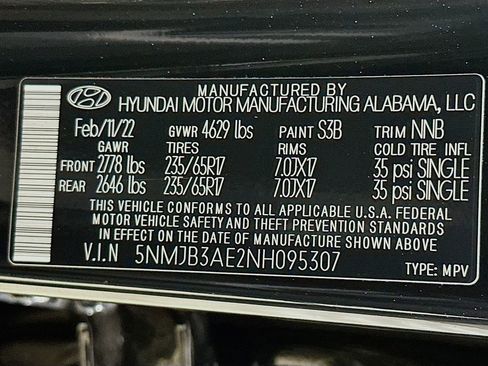 MANUFACTURED BY
HYUNDAI MOTOR MANUFACTURING ALABAMA, LLC
Feb/11/22 GVWR 4629 lbs PAINT S3B TRIM NNB
GAWR TIRES RIMS COLD TIRE INFL
FRONT 2778 lbs 235/65R17 7.0JX17 35 psi SINGLE
REAR 2646 lbs 235/65R17 7.0JX17 35 psi SINGLE
THIS VEHICLE CONFORMS TO ALL APPLICABLE U.S.A. FEDERAL
MOTOR VEHICLE SAFETY AND THEFT PREVENTION STANDARDS
IN EFFECT ON THE DATE OF MANUFACTURE SHOWN ABOVE
V.I.N 5NMJB3AE2NH095307 TYPE: MPV